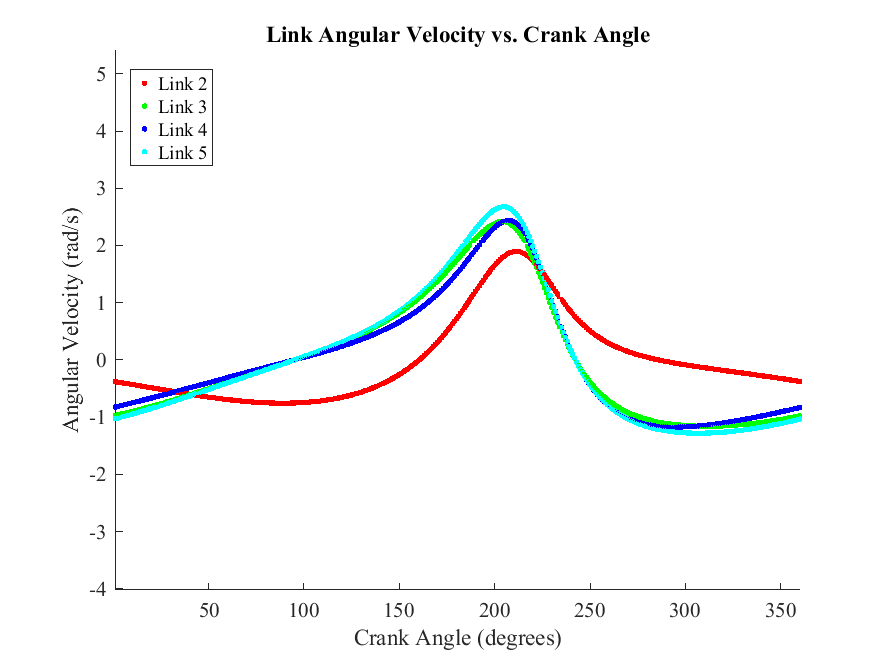 Link Angular Velocity vs. Crank Angle
Link 2
Link 3
Link 4
Link 5
5
4
3
2
1
0
-1
-2
-3
-4
Angular Velocity (rad/s)
50 100 150 200 250 300 350
Crank Angle (degrees)